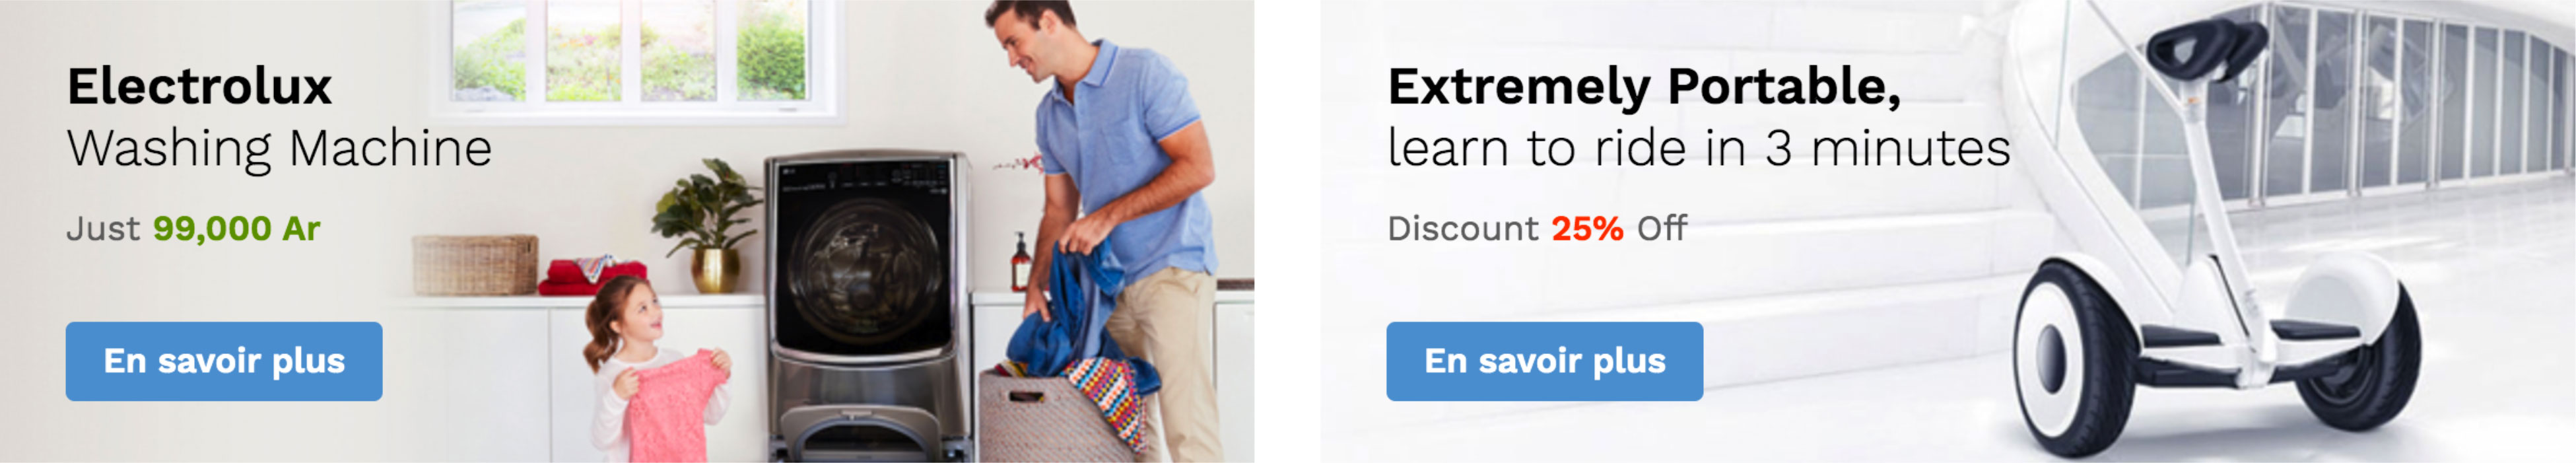 Electrolux
Washing Machine
Just 99,000 Ar
En savoir plus
Extremely Portable,
learn to ride in 3 minutes
Discount 25% Off
En savoir plus